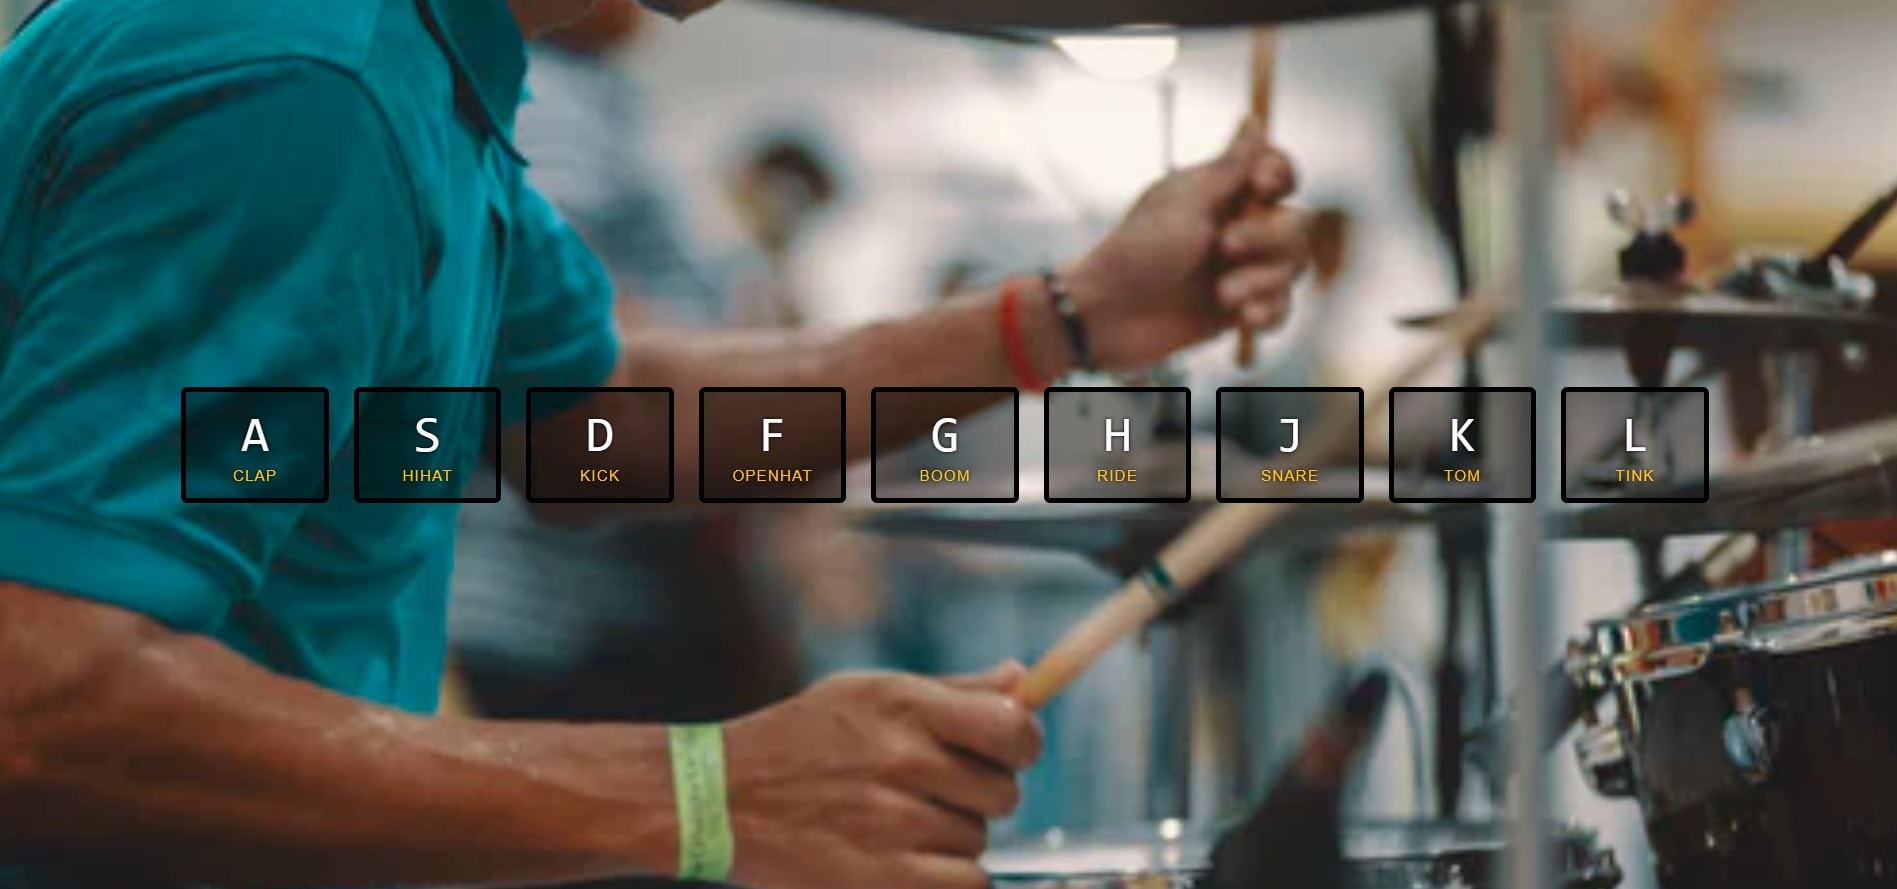 A S D F G H J K L
CLAP HIHAT KICK OPENHAT BOOM RIDE SNARE TOM TINK